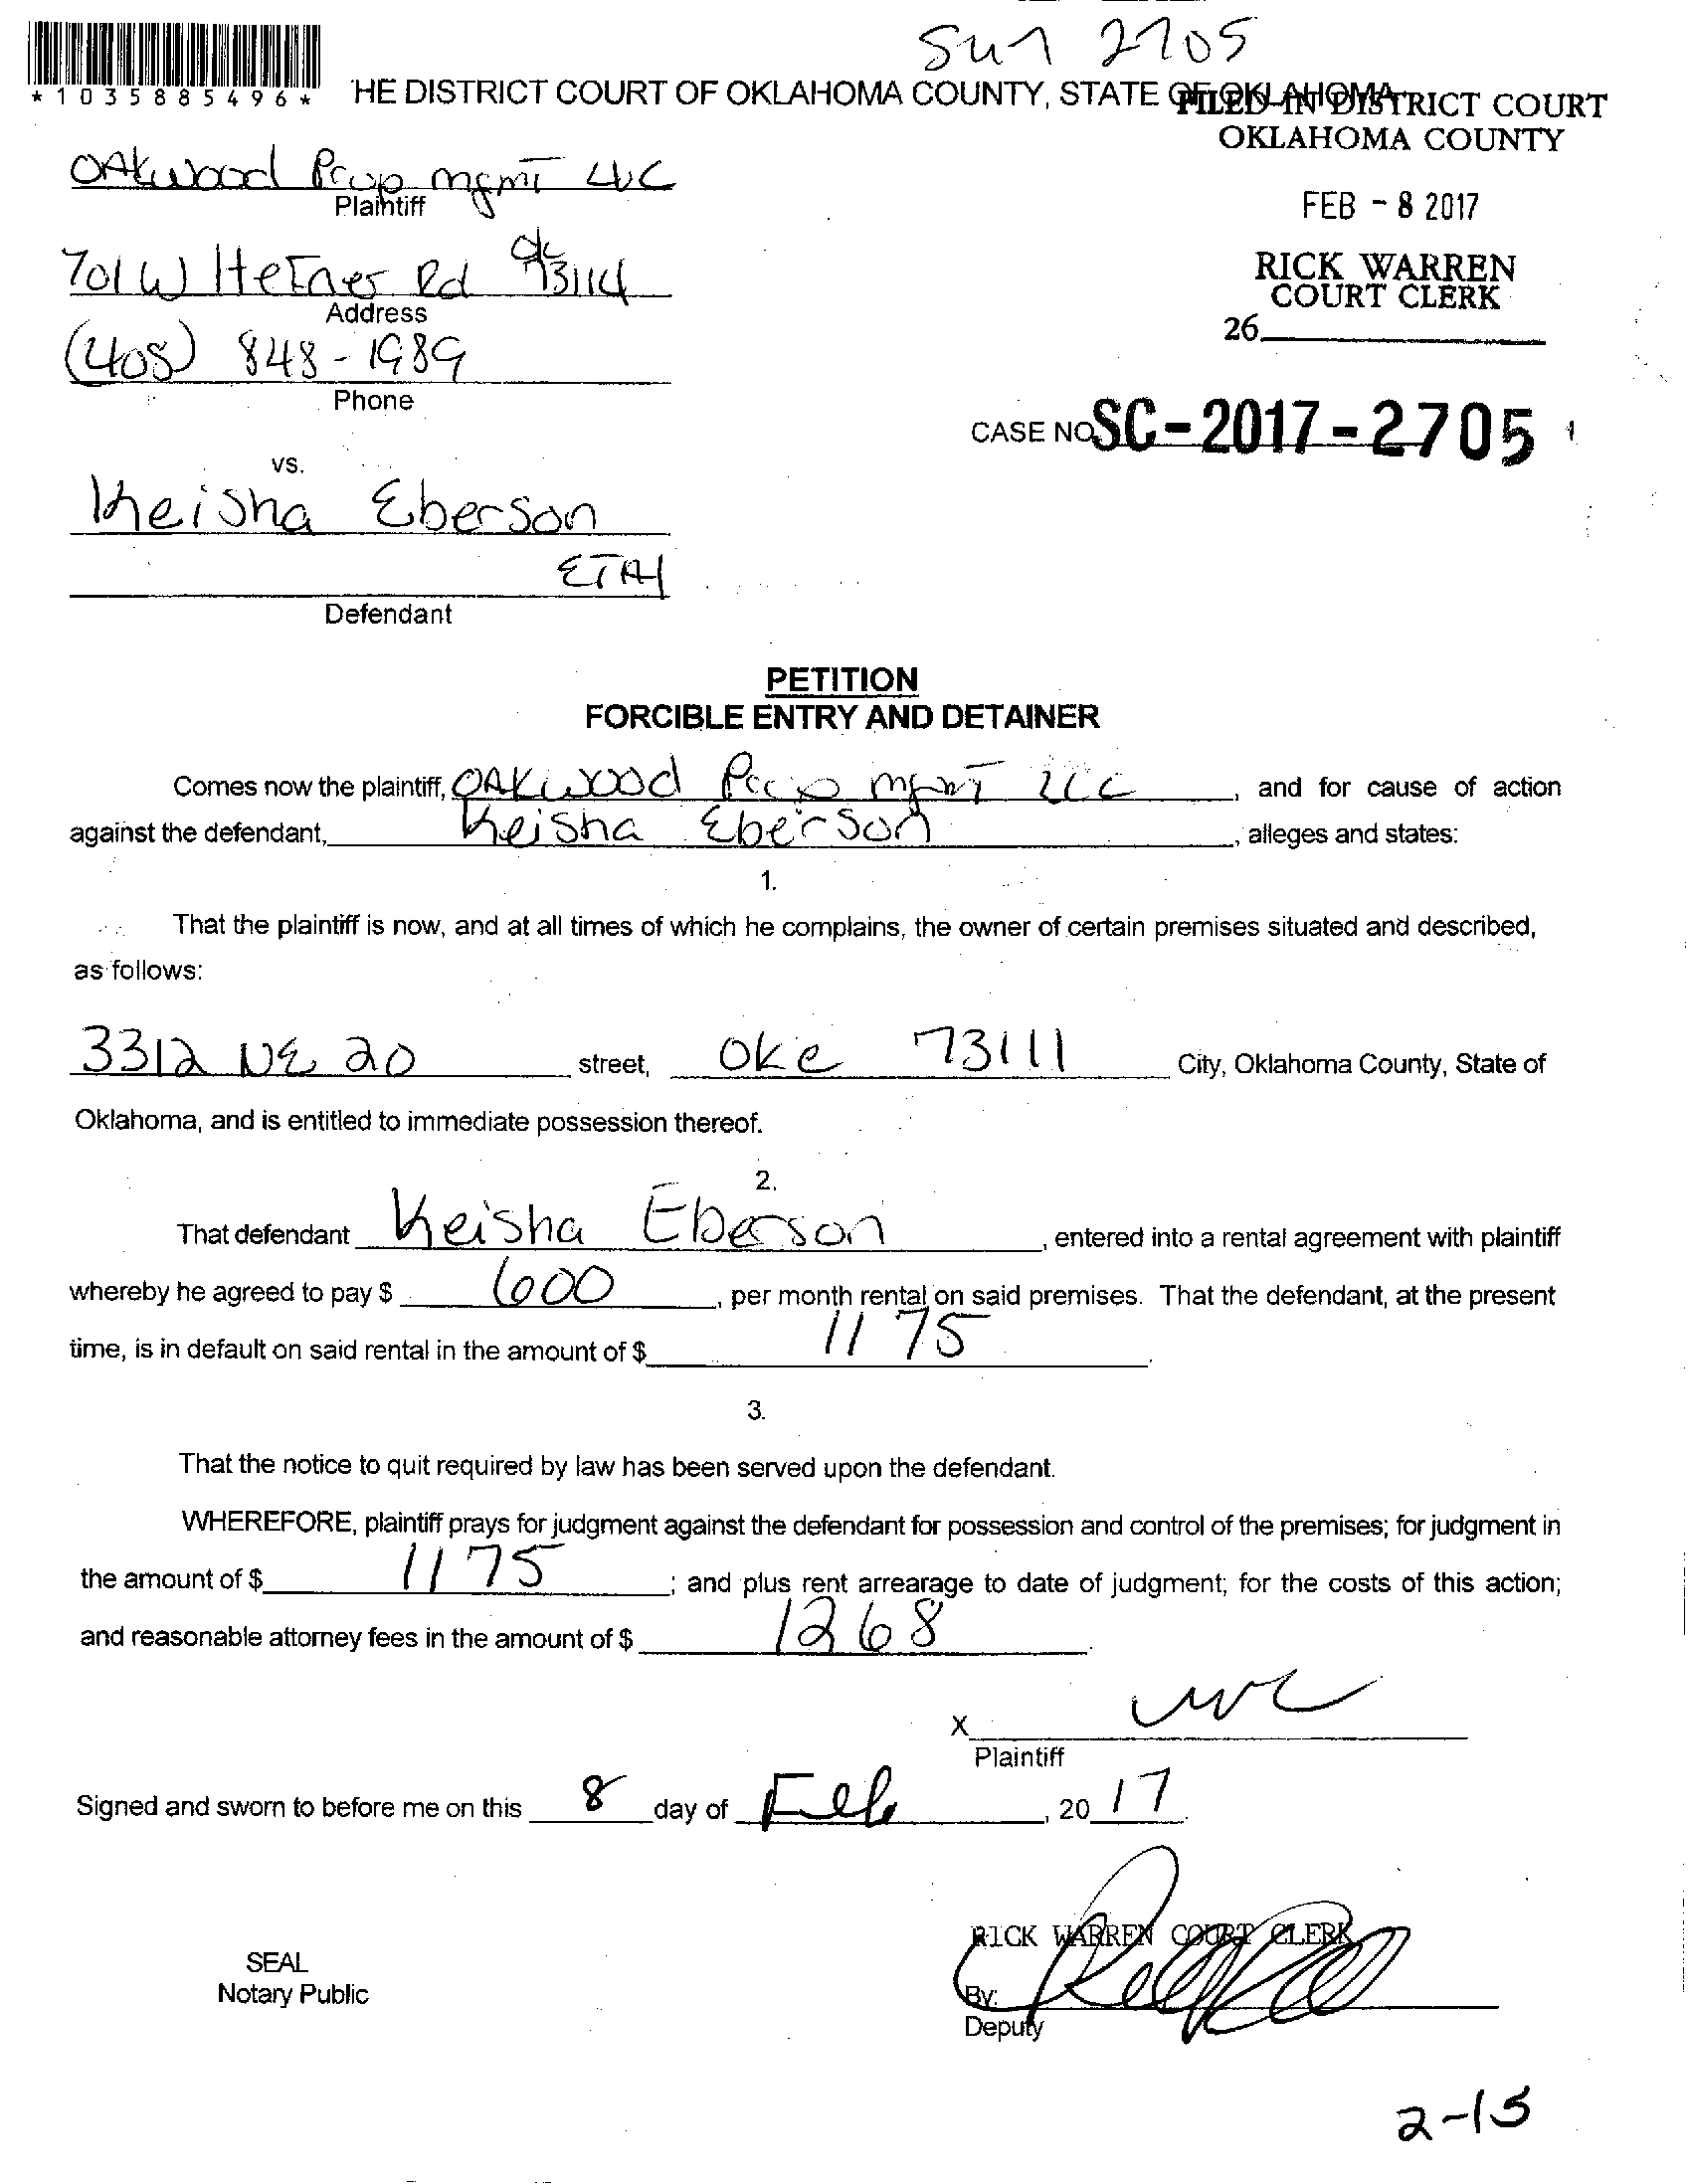 Sun 2705
*1035885496*
HE DISTRICT COURT OF OKLAHOMA COUNTY, STATE OF OKLAHOMA
FILED IN DISTRICT COURT
OKLAHOMA COUNTY
FEB - 8 2017
RICK WARREN
COURT CLERK
26
OAkwood Prop mgmT LLC
Plaintiff
701 W Hefner Rd OK 73114
Address
(405) 848-1989
Phone
CASE NO. SC-2017-2705
vs.
Keisha Eberson
ETAl
Defendant
PETITION
FORCIBLE ENTRY AND DETAINER
Comes now the plaintiff, OAKWOOD Prop mgmT LLC, and for cause of action
against the defendant, Keisha Eberson, alleges and states:
1.
That the plaintiff is now, and at all times of which he complains, the owner of certain premises situated and described,
as follows:
3312 NE 20 street, OKC 73111 City, Oklahoma County, State of
Oklahoma, and is entitled to immediate possession thereof.
2.
That defendant Keisha Eberson, entered into a rental agreement with plaintiff
whereby he agreed to pay $ 600, per month rental on said premises. That the defendant, at the present
time, is in default on said rental in the amount of $ 1175.
3.
That the notice to quit required by law has been served upon the defendant.
WHEREFORE, plaintiff prays for judgment against the defendant for possession and control of the premises; for judgment in
the amount of $ 1175; and plus rent arrearage to date of judgment; for the costs of this action;
and reasonable attorney fees in the amount of $ 1268.
X
Plaintiff
Signed and sworn to before me on this 8 day of Feb, 2017.
RICK WARREN COURT CLERK
SEAL
Notary Public
By:
Deputy
2-15